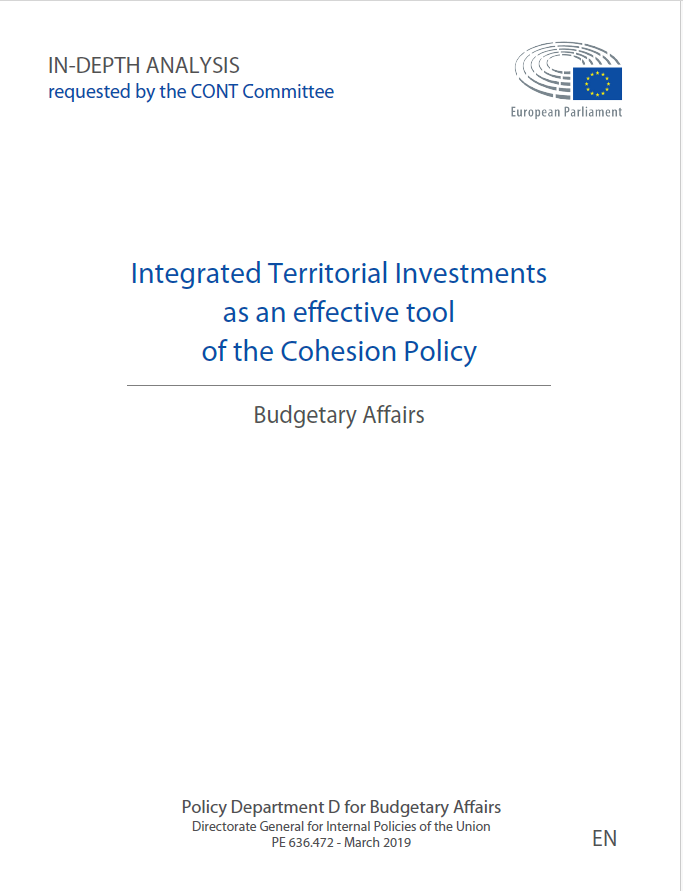 IN-DEPTH ANALYSIS
requested by the CONT Committee
European Parliament
Integrated Territorial Investments
as an effective tool
of the Cohesion Policy
Budgetary Affairs
Policy Department D for Budgetary Affairs
Directorate General for Internal Policies of the Union
PE 636.472 - March 2019
EN